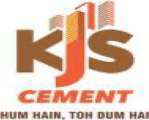 KJS
CEMENT
HUM HAIN, TOH DUM HAI